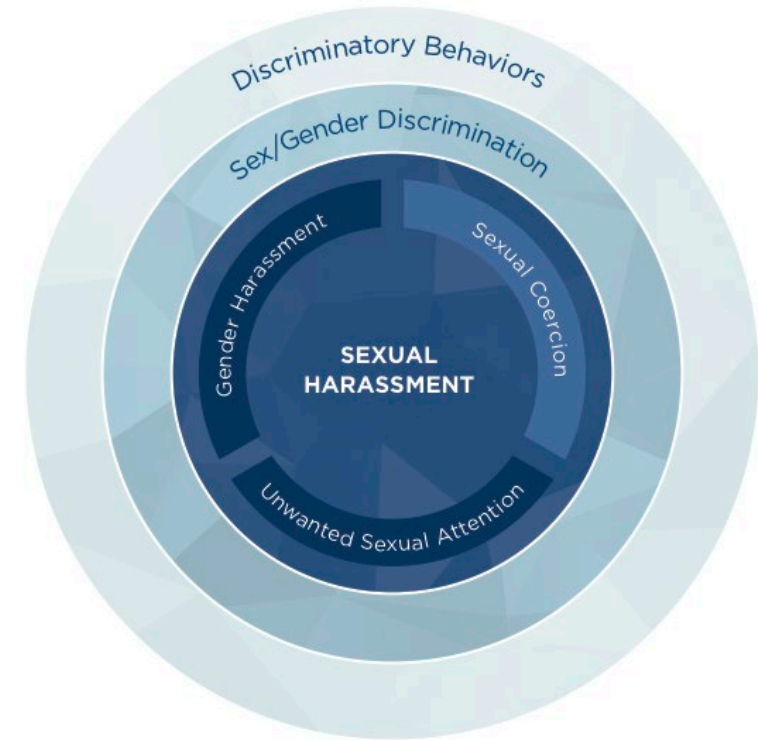 Discriminatory Behaviors
Sex/Gender Discrimination
Gender Harassment
Sexual Coercion
SEXUAL
HARASSMENT
Unwanted Sexual Attention